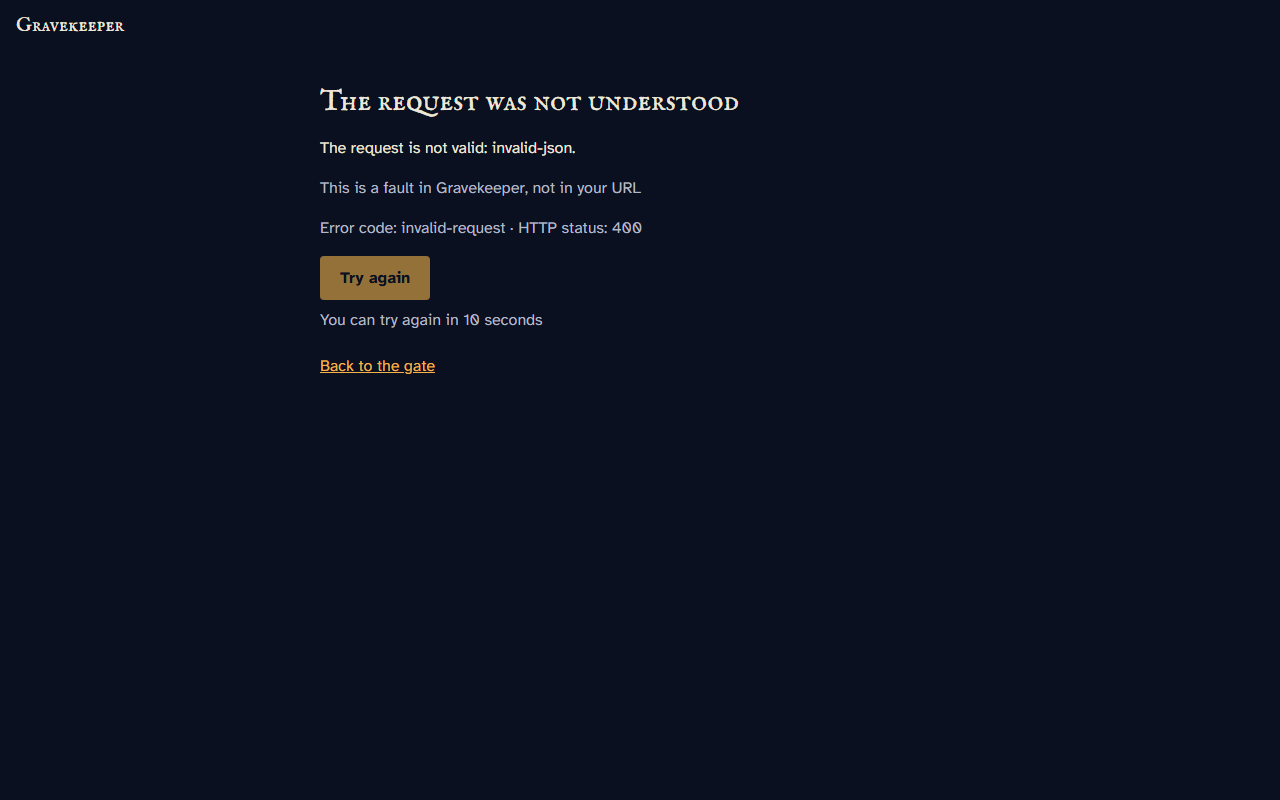 Gravekeeper
The request was not understood
The request is not valid: invalid-json.
This is a fault in Gravekeeper, not in your URL
Error code: invalid-request · HTTP status: 400
Try again
You can try again in 10 seconds
Back to the gate